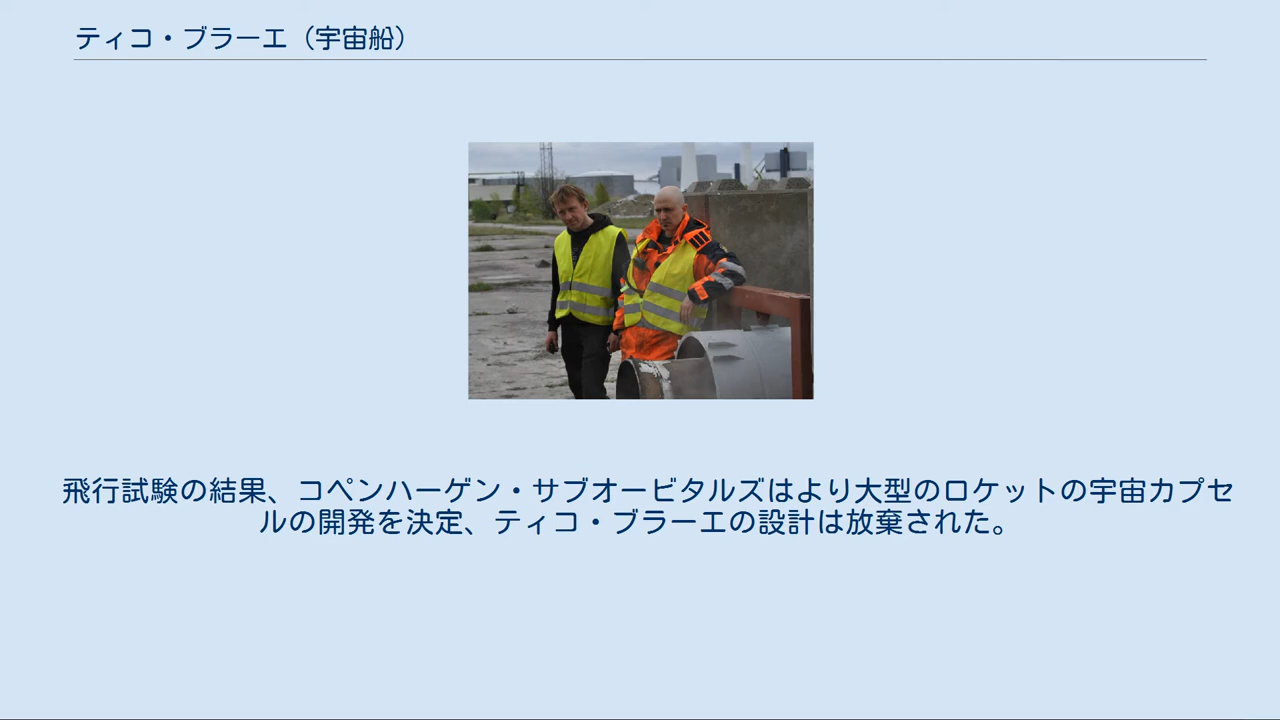 ティコ・ブラーエ（宇宙船）
飛行試験の結果、コペンハーゲン・サブオービタルズはより大型のロケットの宇宙カプセ
ルの開発を決定、ティコ・ブラーエの設計は放棄された。